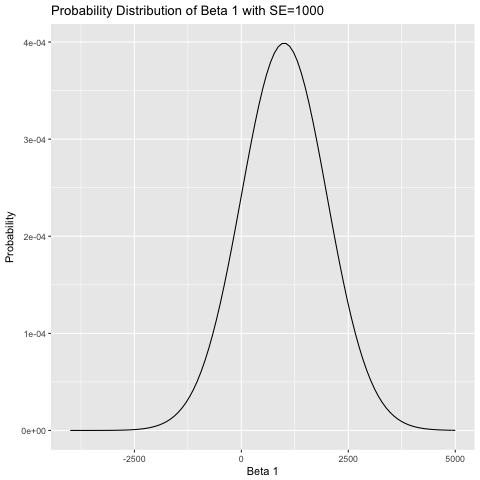 Probability Distribution of Beta 1 with SE=1000
4e-04
3e-04
2e-04
1e-04
0e+00
Probability
-2500
0
2500
5000
Beta 1